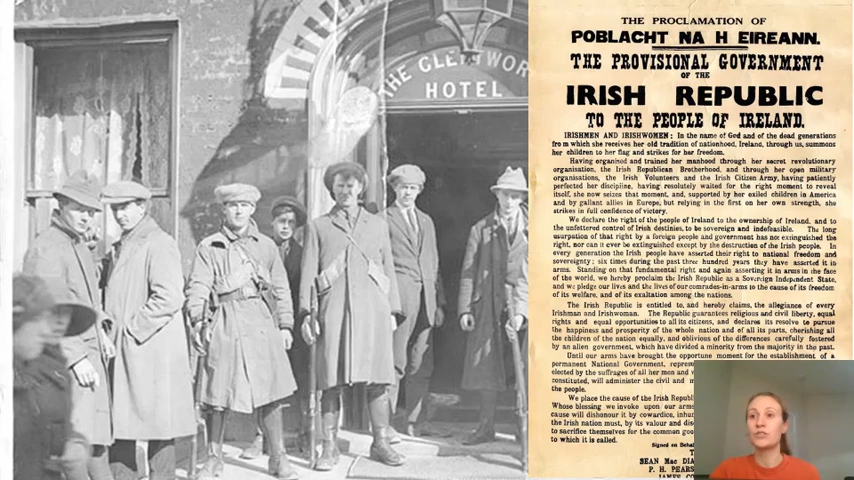 THE GLENTWOR
HOTEL
THE PROCLAMATION OF
POBLACHT NA H EIREANN.
THE PROVISIONAL GOVERNMENT
OF THE
IRISH REPUBLIC
TO THE PEOPLE OF IRELAND.
IRISHMEN AND IRISHWOMEN : In the name of God and of the dead generations
from which she receives her old tradition of nationhood, Ireland, through us, summons
her children to her flag and strikes for her freedom.
Having organised and trained her manhood through her secret revolutionary
organisation, the Irish Republican Brotherhood, and through her open military
organisations, the Irish Volunteers and the Irish Citizen Army, having patiently
perfected her discipline, having resolutely waited for the right moment to reveal
itself, she now seizes that moment, and, supported by her exiled children in America
and by gallant allies in Europe, but relying in the first on her own strength, she
strikes in full confidence of victory.
We declare the right of the people of Ireland to the ownership of Ireland, and to
the unfettered control of Irish destinies, to be sovereign and indefeasible. The long
usurpation of that right by a foreign people and government has not extinguished the
right, nor can it ever be extinguished except by the destruction of the Irish people. In
every generation the Irish people have asserted their right to national freedom and
sovereignty ; six times during the past three hundred years they have asserted it in
arms. Standing on that fundamental right and again asserting it in arms in the face
of the world, we hereby proclaim the Irish Republic as a Sovereign Independent State,
and we pledge our lives and the lives of our comrades-in-arms to the cause of its freedom,
of its welfare, and of its exaltation among the nations.
The Irish Republic is entitled to, and hereby claims, the allegiance of every
Irishman and Irishwoman. The Republic guarantees religious and civil liberty, equal
rights and equal opportunities to all its citizens, and declares its resolve to pursue
the happiness and prosperity of the whole nation and of all its parts, cherishing all
the children of the nation equally, and oblivious of the differences carefully fostered
by an alien government, which have divided a minority from the majority in the past.
Until our arms have brought the opportune moment for the establishment of a
permanent National Government, repre
elected by the suffrages of all her men and
constituted, will administer the civil and m
the people.
We place the cause of the Irish Republ
Whose blessing we invoke upon our arms
cause will dishonour it by cowardice, inhu
the Irish nation must, by its valour and dis
to sacrifice themselves for the common goo
to which it is called.
Signed on Behal
T
SEAN Mac DIA
P. H. PEARS
JAMES CO